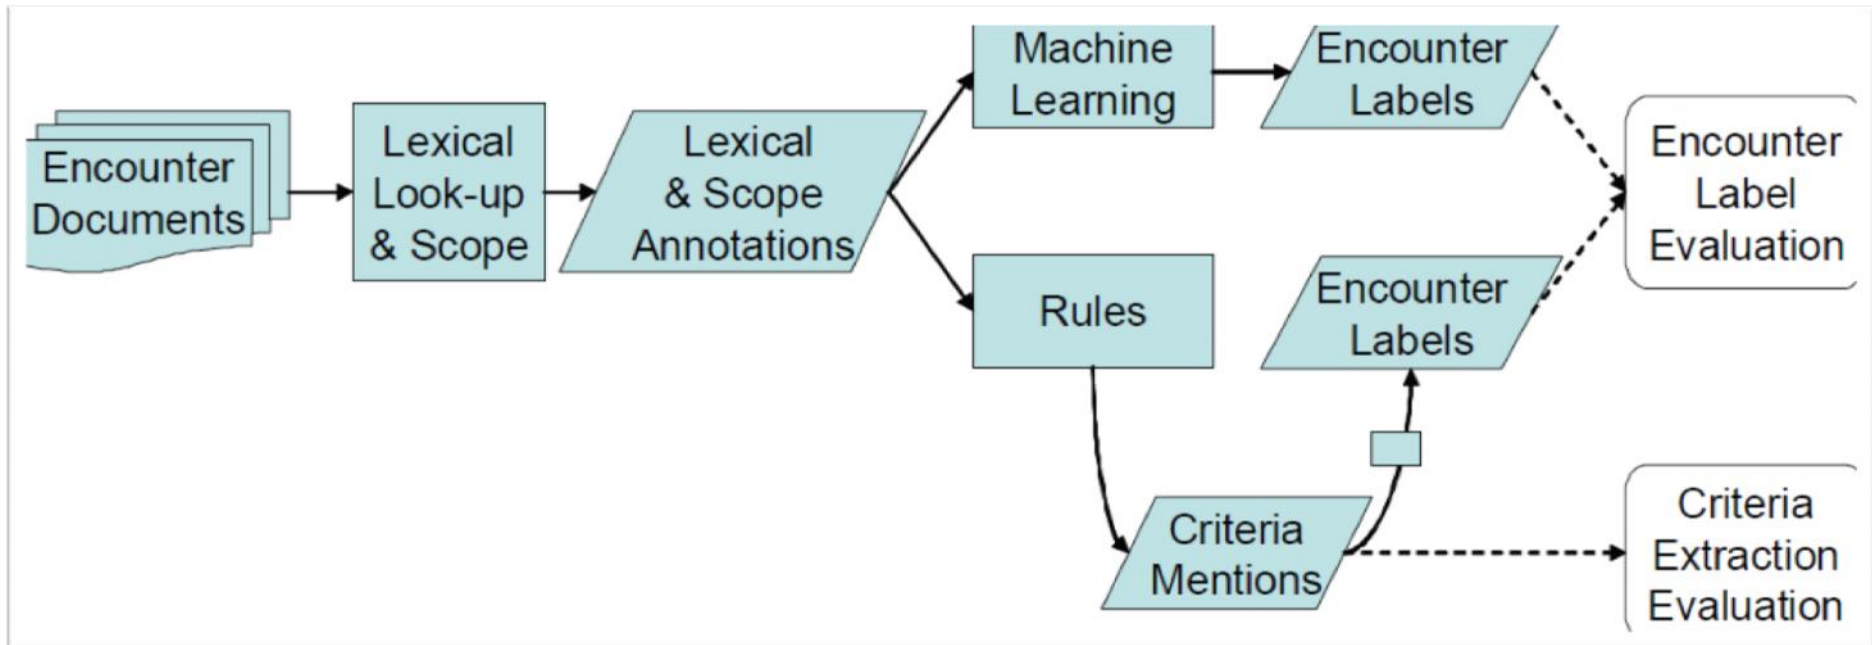 Encounter
Documents
Lexical
Look-up
& Scope
Lexical
& Scope
Annotations
Machine
Learning
Encounter
Labels
Encounter
Label
Evaluation
Rules
Encounter
Labels
Criteria
Mentions
Criteria
Extraction
Evaluation